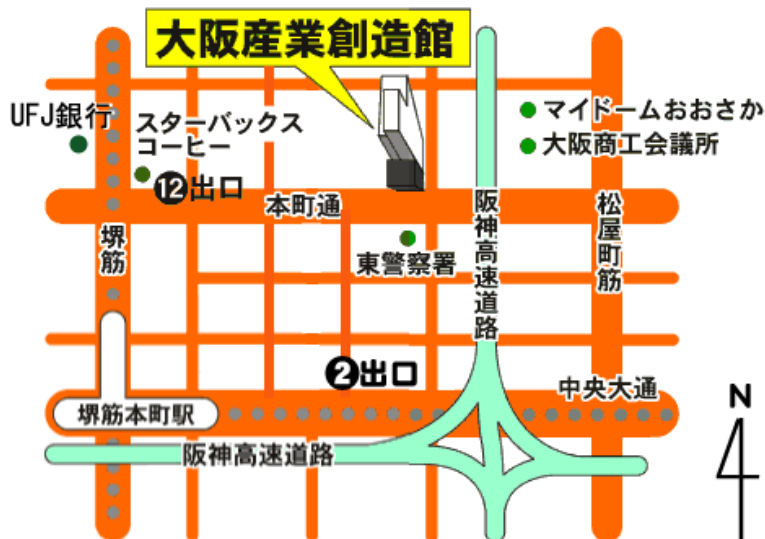 大阪産業創造館
UFJ銀行
スターバックス
コーヒー
マイドームおおさか
大阪商工会議所
12出口
本町通
堺筋
阪神高速道路
松屋町筋
東警察署
2出口
中央大通
堺筋本町駅
阪神高速道路
N